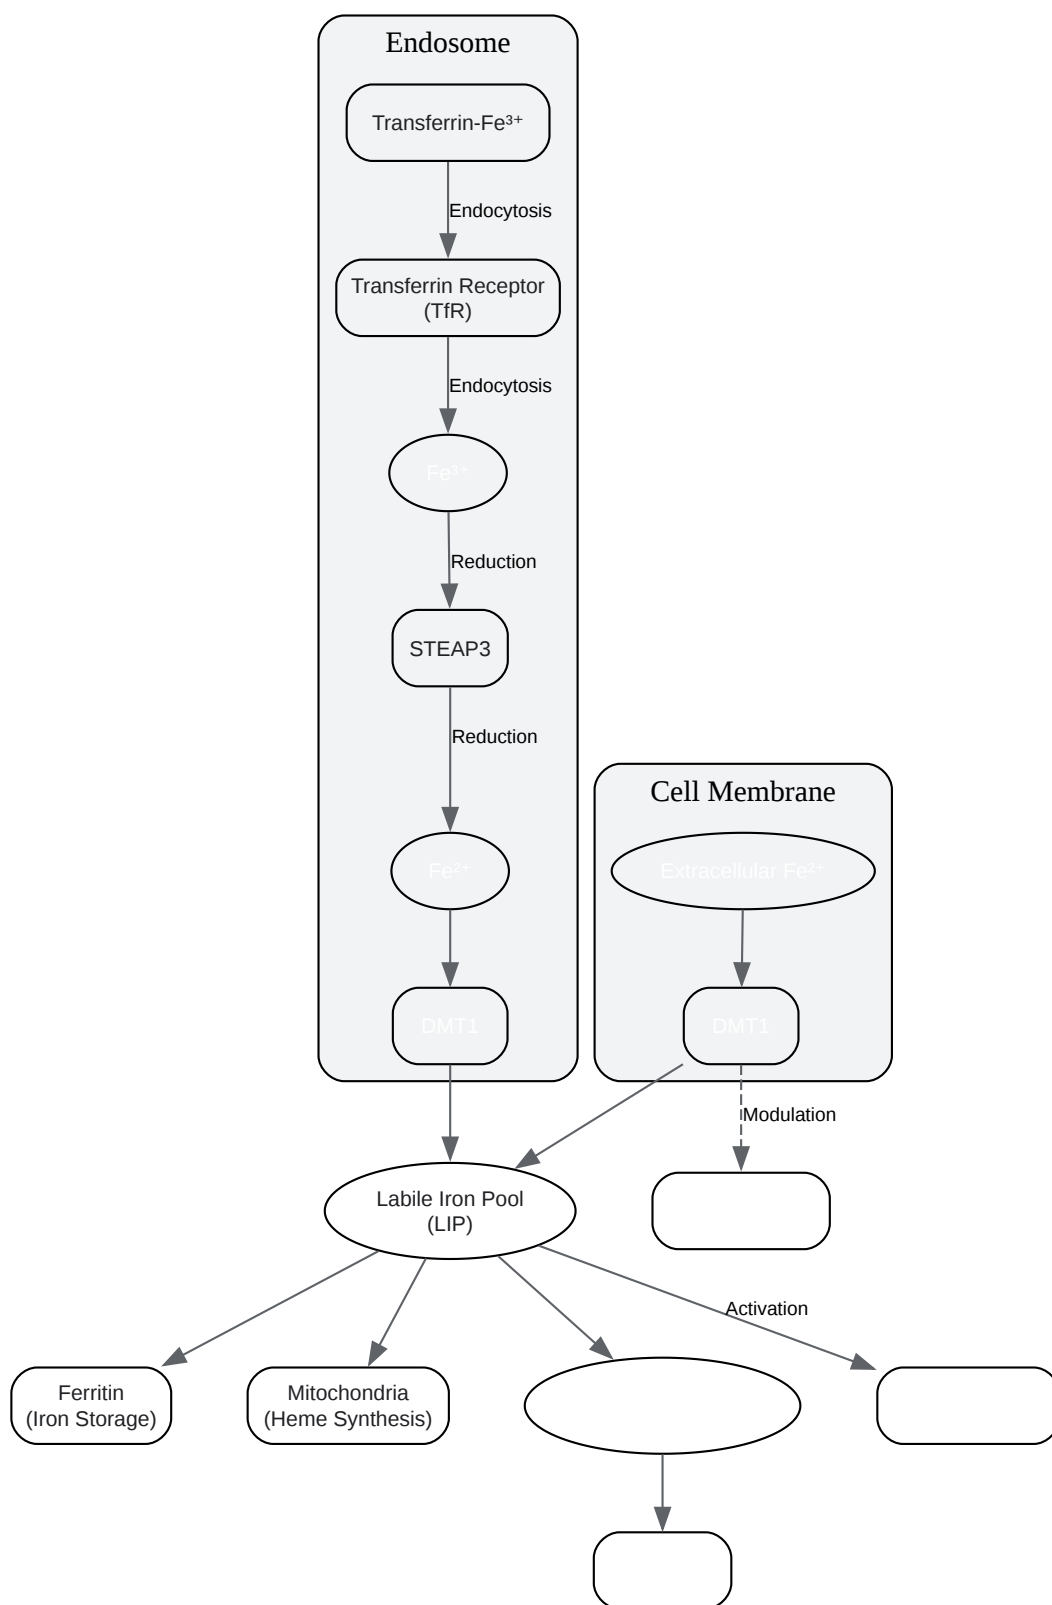 Endosome
Transferrin-Fe³⁺
Endocytosis
Transferrin Receptor
(TfR)
Endocytosis
Fe³⁺
Reduction
STEAP3
Reduction
Cell Membrane
Fe²⁺
Extracellular Fe²⁺
DMT1
DMT1
Modulation
Labile Iron Pool
(LIP)
Activation
Ferritin
(Iron Storage)
Mitochondria
(Heme Synthesis)